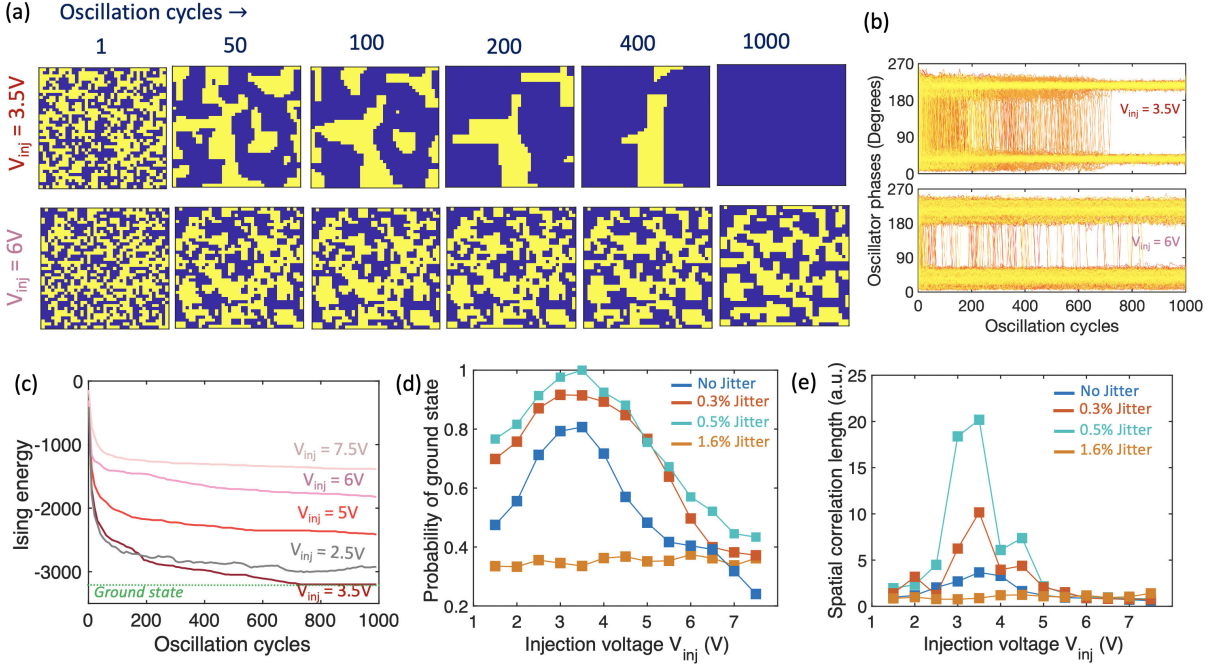 (a)
Oscillation cycles →
1 50 100 200 400 1000
V_inj = 3.5V
V_inj = 6V
(b)
270
180
90
0
V_inj = 3.5V
270
180
90
0
V_inj = 6V
0 200 400 600 800 1000
Oscillator phases (Degrees)
Oscillation cycles
(c)
0
-1000
-2000
-3000
V_inj = 7.5V
V_inj = 6V
V_inj = 5V
V_inj = 2.5V
V_inj = 3.5V
Ground state
0 200 400 600 800 1000
Ising energy
Oscillation cycles
(d)
1
0.8
0.6
0.4
0.2
No Jitter
0.3% Jitter
0.5% Jitter
1.6% Jitter
1 2 3 4 5 6 7
Probability of ground state
Injection voltage V_inj (V)
(e)
25
20
15
10
5
0
No Jitter
0.3% Jitter
0.5% Jitter
1.6% Jitter
1 2 3 4 5 6 7
Spatial correlation length (a.u.)
Injection voltage V_inj (V)